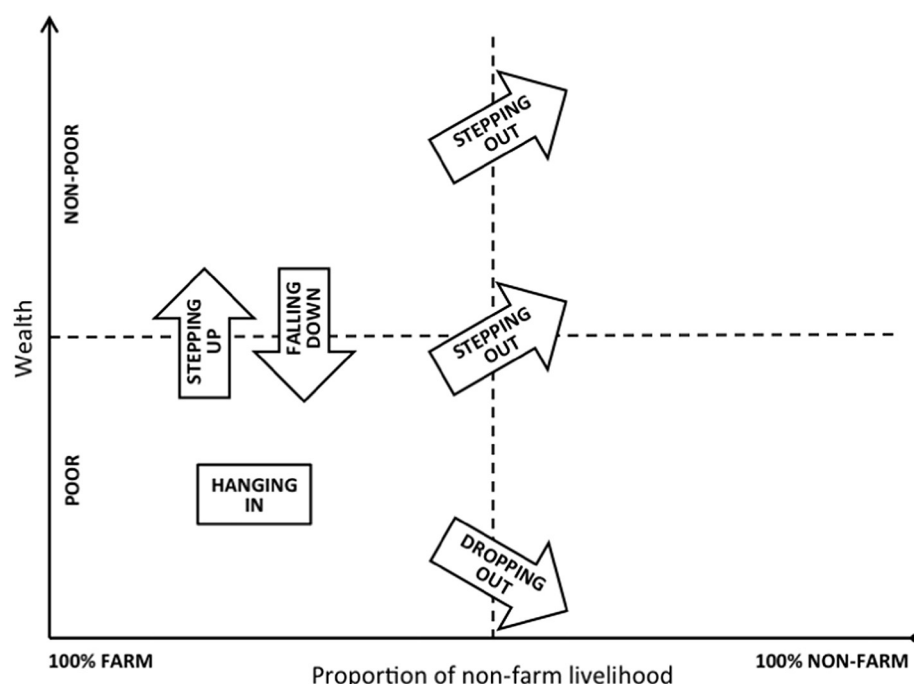 STEPPING
OUT
NON-POOR
STEPPING
UP
FALLING
DOWN
STEPPING
OUT
Wealth
POOR
HANGING
IN
DROPPING
OUT
100% FARM
Proportion of non-farm livelihood
100% NON-FARM